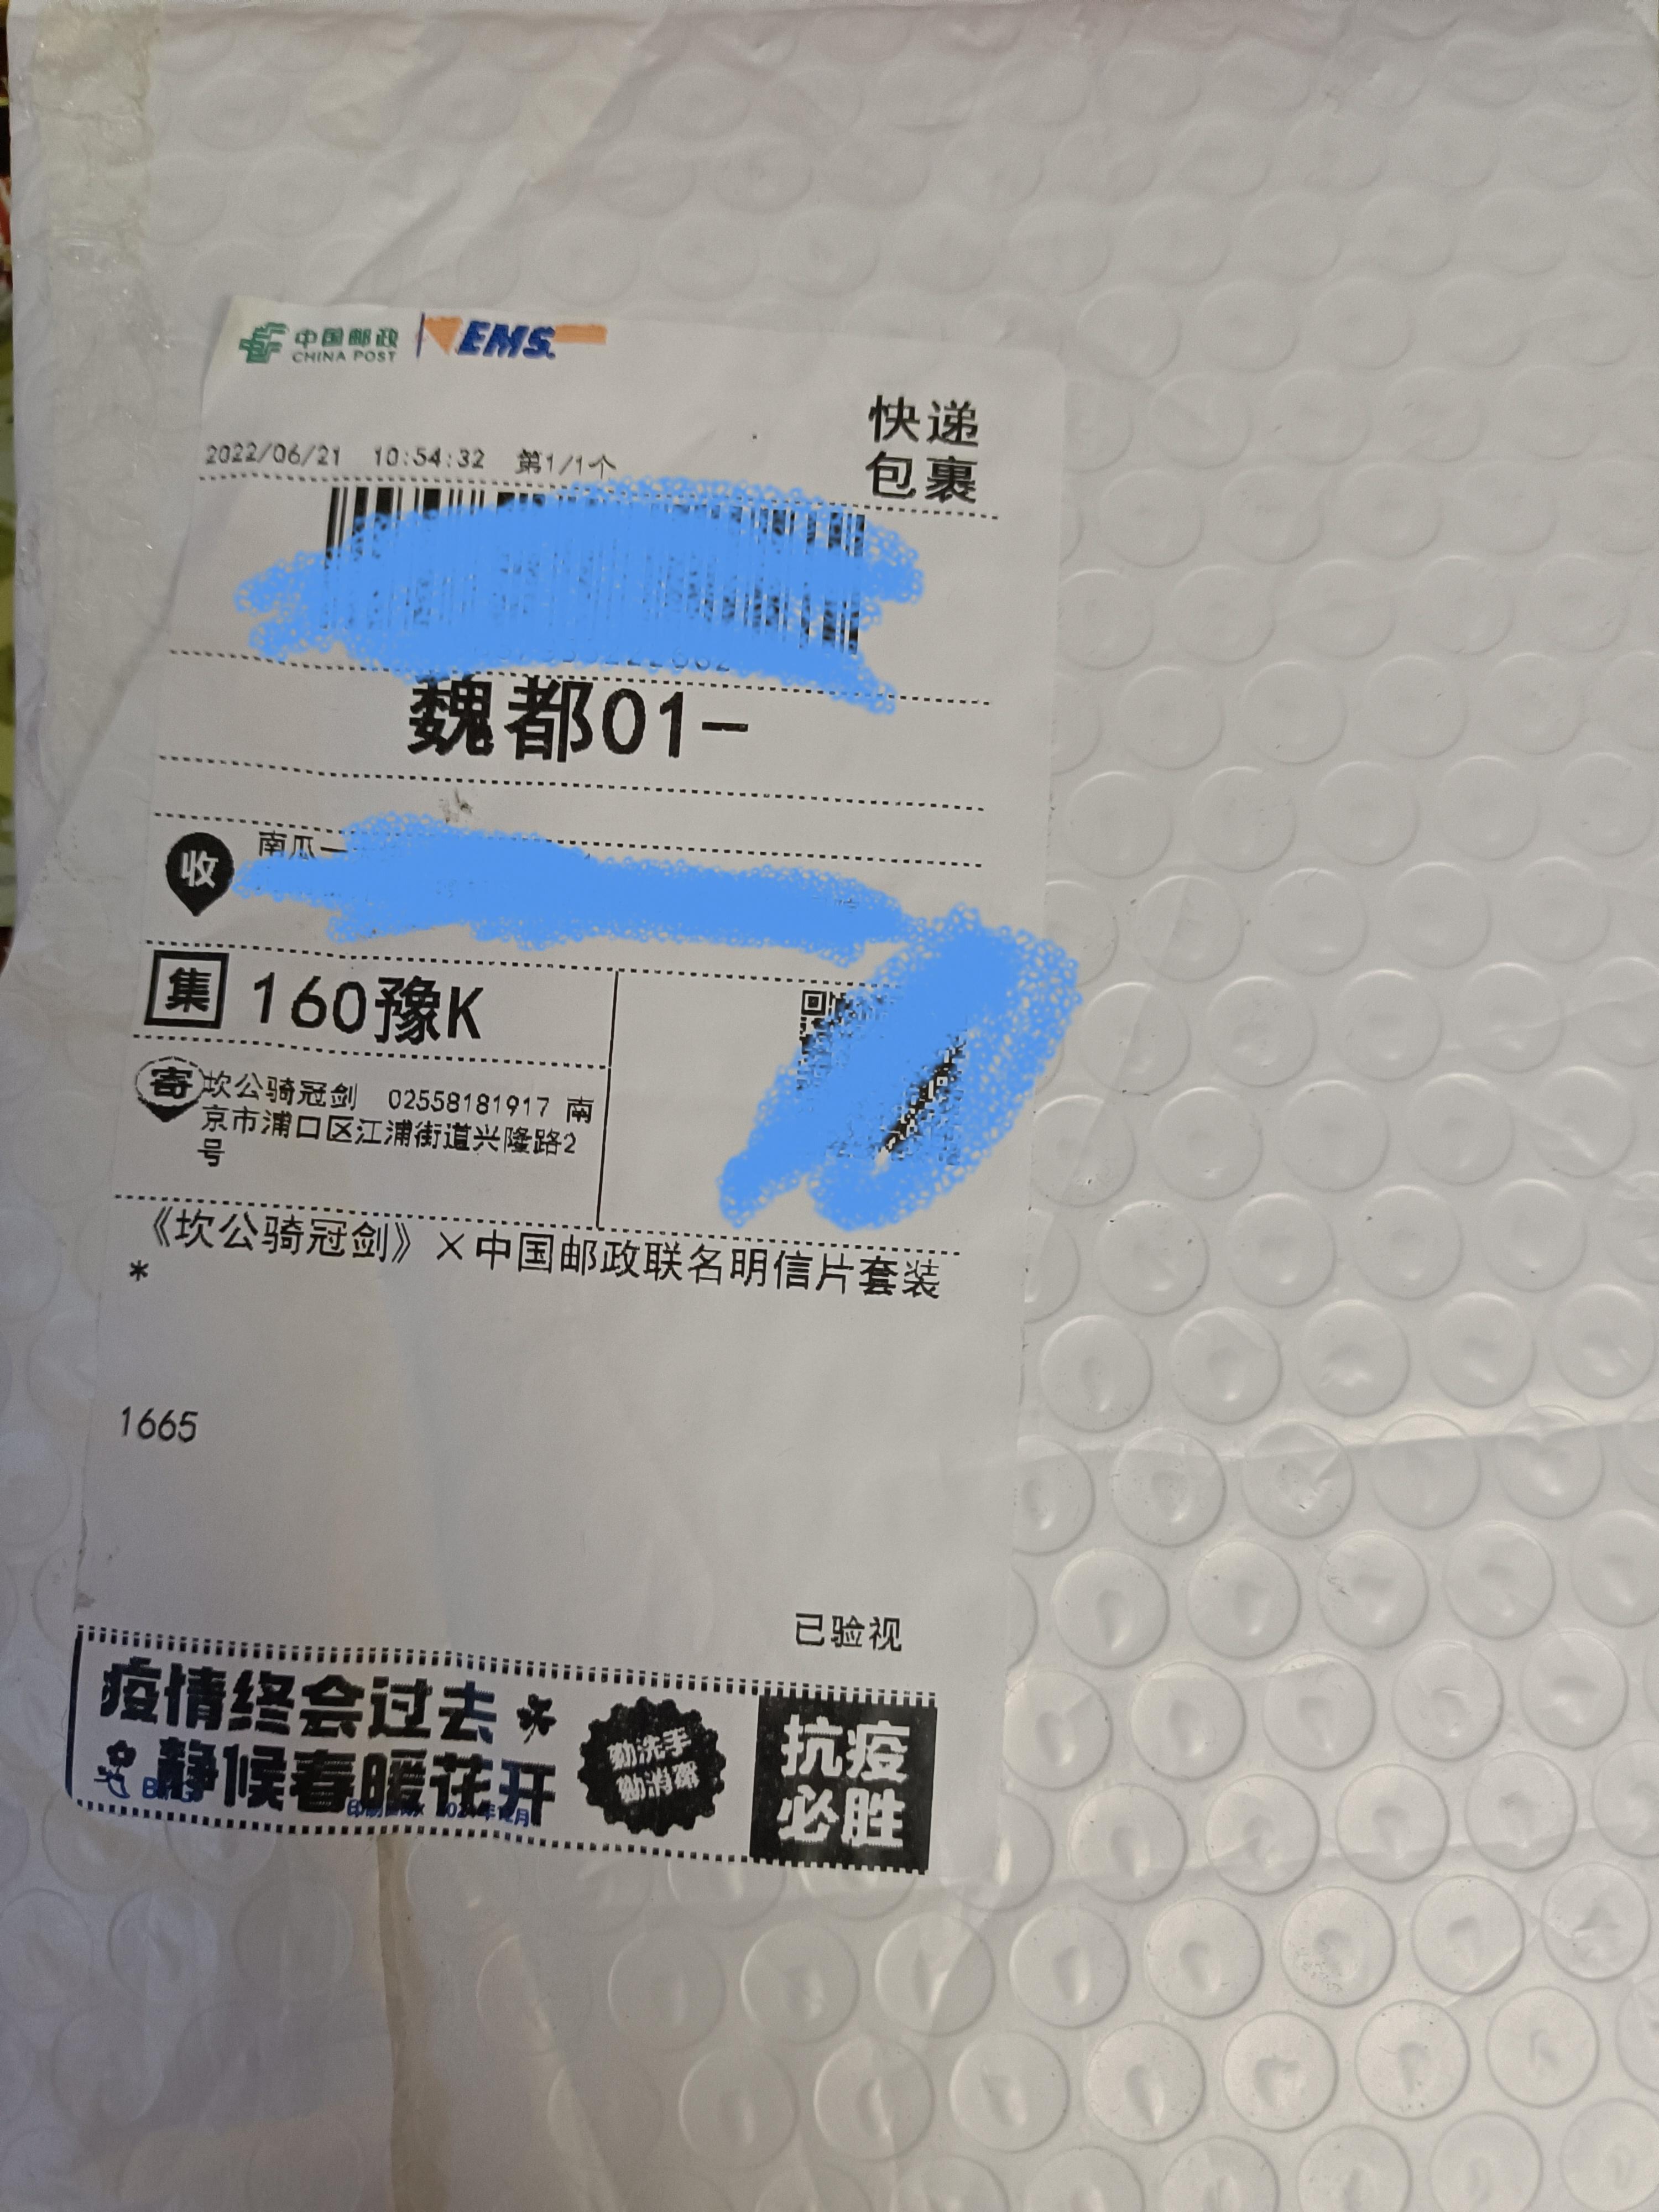 中国邮政
CHINA POST
EMS
快递
包裹
2022/06/21 10:54:32 第1/1个
魏都01-
收
南瓜一
集 160豫K
寄 坎公骑冠剑 02558181917 南
京市浦口区江浦街道兴隆路2
号
《坎公骑冠剑》×中国邮政联名明信片套装
*
1665
已验视
疫情终会过去
静候春暖花开
勤洗手
勤消毒
抗疫
必胜